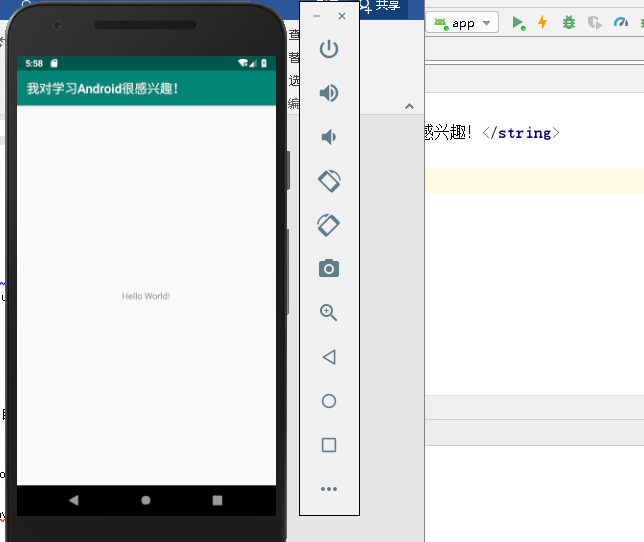 共享
app
查
替
5:58
我对学习Android很感兴趣!
选
编
感兴趣! </string>
Hello World!